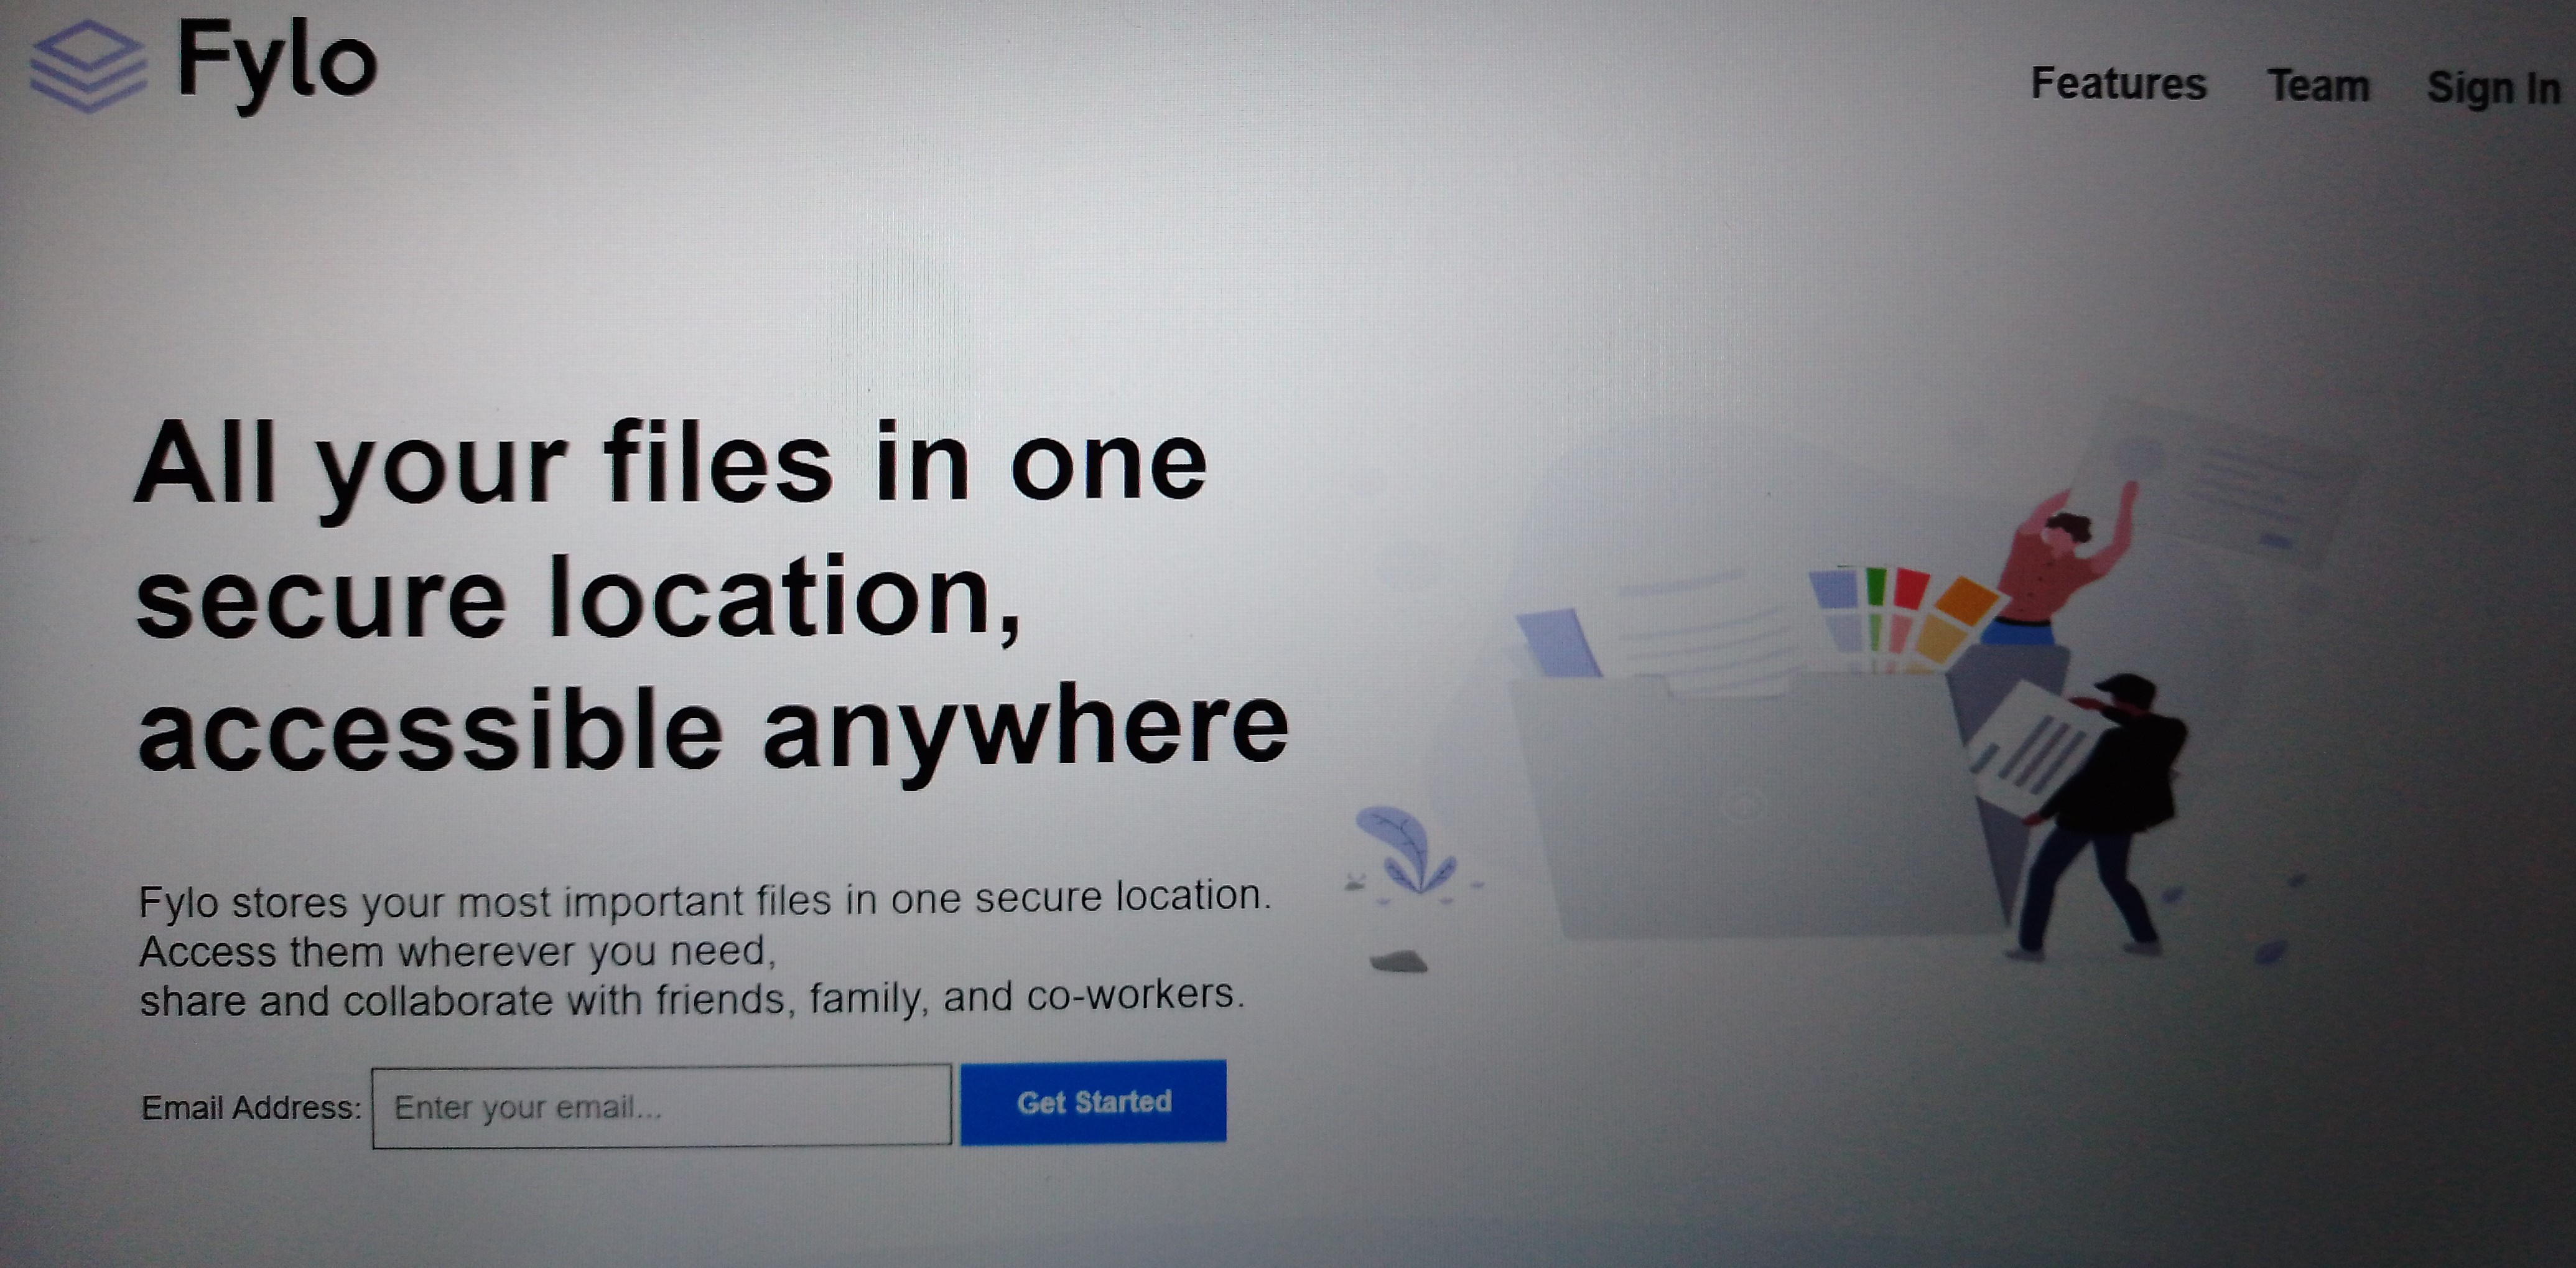 Fylo
Features Team Sign In
All your files in one
secure location,
accessible anywhere
Fylo stores your most important files in one secure location.
Access them wherever you need,
share and collaborate with friends, family, and co-workers.
Email Address: Enter your email... Get Started